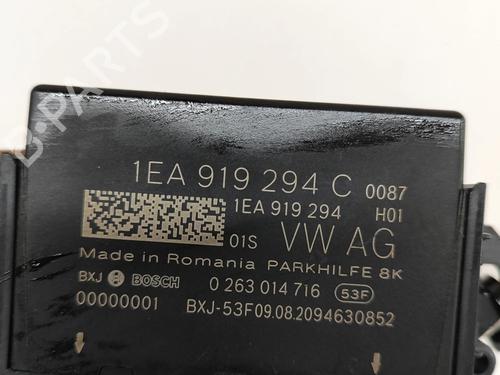 1EA 919 294 C 0087
1EA 919 294 H01
01S VW AG
Made in Romania PARKHILFE 8K
BXJ BOSCH 0 263 014 716 53F
00000001 BXJ-53F09.08.2094630852